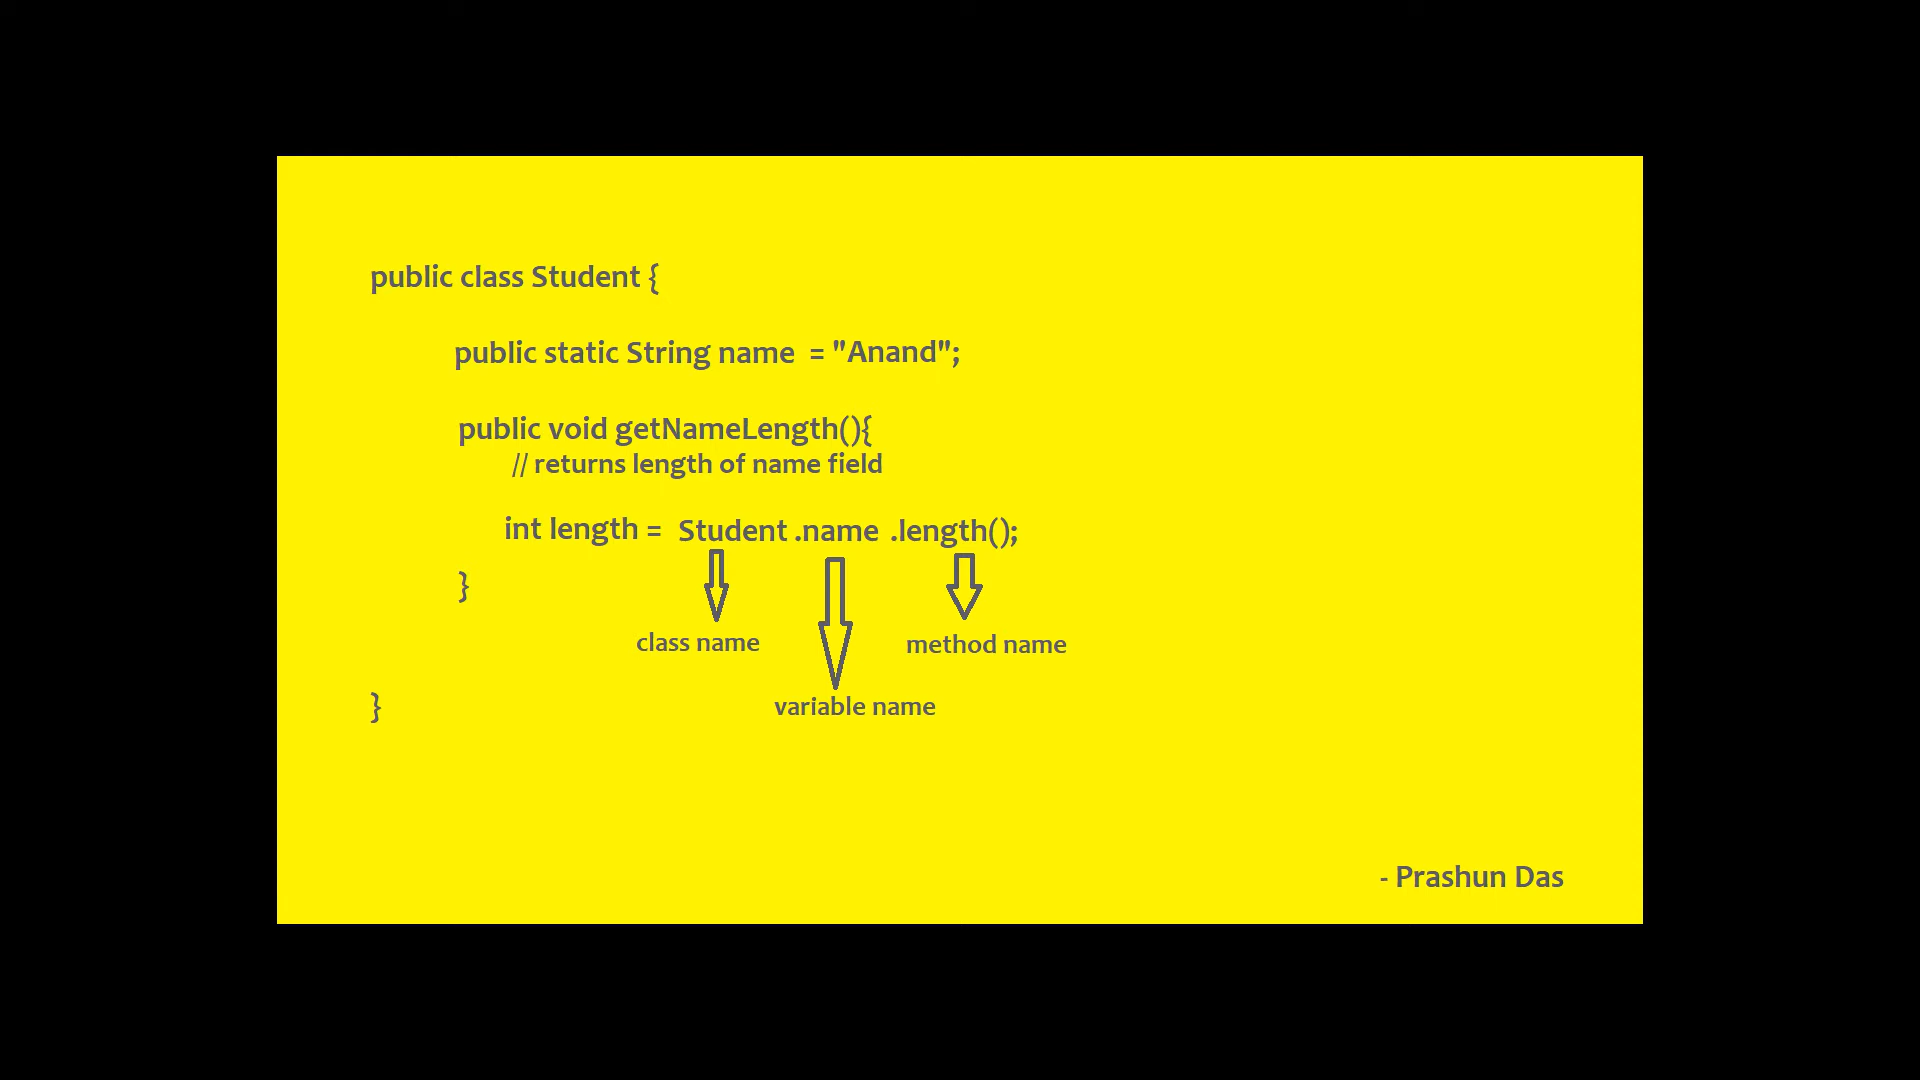 public class Student {
public static String name = "Anand";
public void getNameLength(){
// returns length of name field
int length = Student .name .length();
}
class name
method name
variable name
}
- Prashun Das